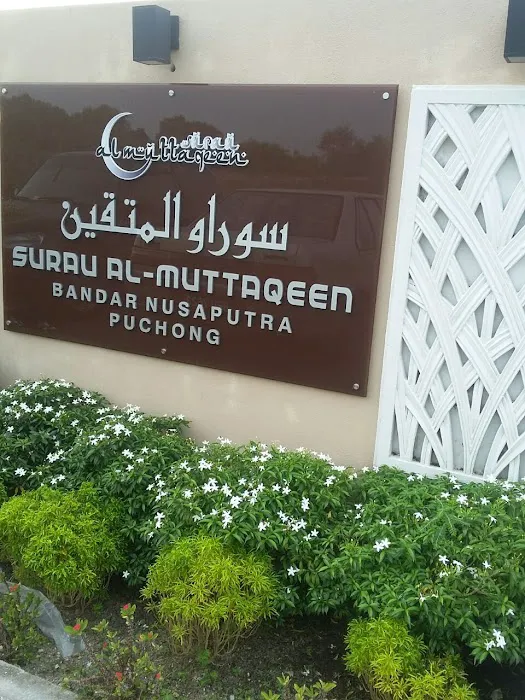 al muttaqeen
سوراو المتقين
SURAU AL-MUTTAQEEN
BANDAR NUSAPUTRA
PUCHONG